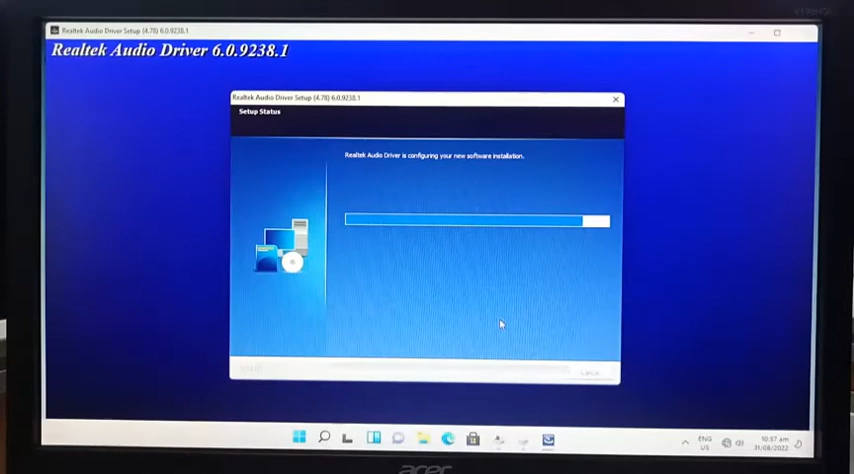 Realtek Audio Driver Setup (4.78) 6.0.9238.1
Realtek Audio Driver 6.0.9238.1
Realtek Audio Driver Setup (4.78) 6.0.9238.1
Setup Status
Realtek Audio Driver is configuring your new software installation.
Cancel
ENG
US
10:57 am
31/08/2022
acer